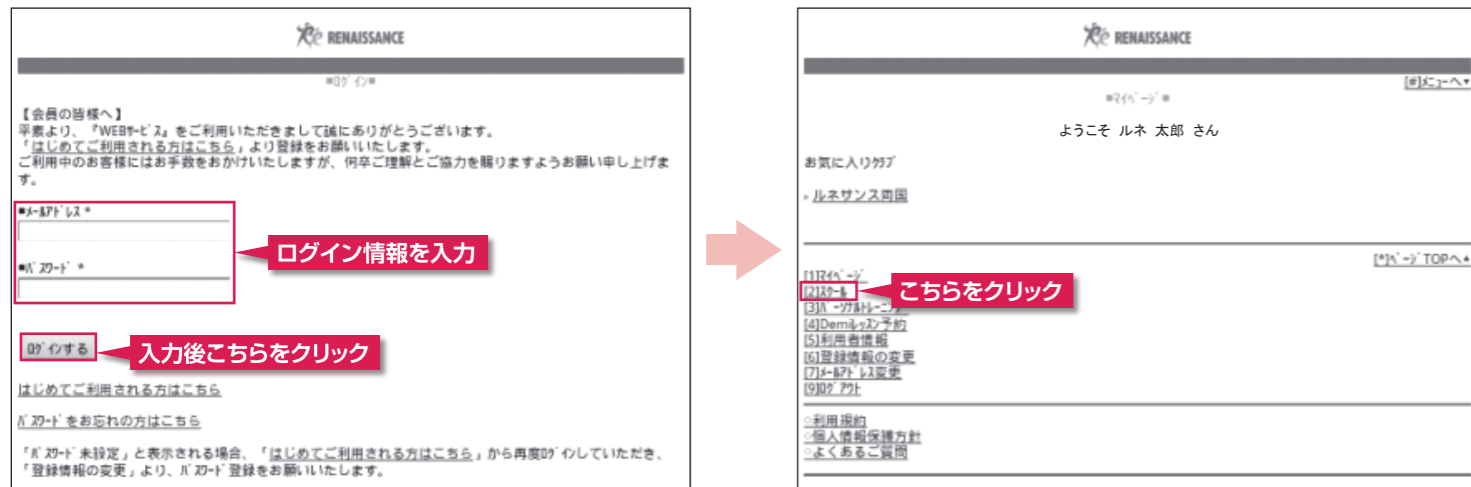 RENAISSANCE
■ﾛｸﾞｲﾝ■
【会員の皆様へ】
平素より、『WEBｻｰﾋﾞｽ』をご利用いただきまして誠にありがとうございます。
「はじめてご利用される方はこちら」より登録をお願いいたします。
ご利用中のお客様にはお手数をおかけいたしますが、何卒ご理解とご協力を賜りますようお願い申し上げま
す。
■ﾒｰﾙｱﾄﾞﾚｽ *
ログイン情報を入力
■ﾊﾟｽﾜｰﾄﾞ *
ﾛｸﾞｲﾝする
入力後こちらをクリック
はじめてご利用される方はこちら
ﾊﾟｽﾜｰﾄﾞをお忘れの方はこちら
「ﾊﾟｽﾜｰﾄﾞ未設定」と表示される場合、「はじめてご利用される方はこちら」から再度ﾛｸﾞｲﾝしていただき、
「登録情報の変更」より、ﾊﾟｽﾜｰﾄﾞ登録をお願いいたします。
RENAISSANCE
[#]ﾒﾆｭｰへ▼
■ﾏｲﾍﾟｰｼﾞ■
ようこそ ルネ 太郎 さん
お気に入りｸﾗﾌﾞ
ルネサンス両国
[*]ﾍﾟｰｼﾞTOPへ▲
[1]ﾏｲﾍﾟｰｼﾞ
[2]ｽｸｰﾙ
こちらをクリック
[3]ﾊﾟｰｿﾅﾙﾄﾚｰﾆﾝｸﾞ
[4]Demiﾚｯｽﾝ予約
[5]利用者情報
[6]登録情報の変更
[7]ﾒｰﾙｱﾄﾞﾚｽ変更
[9]ﾛｸﾞｱｳﾄ
○利用規約
○個人情報保護方針
○よくあるご質問